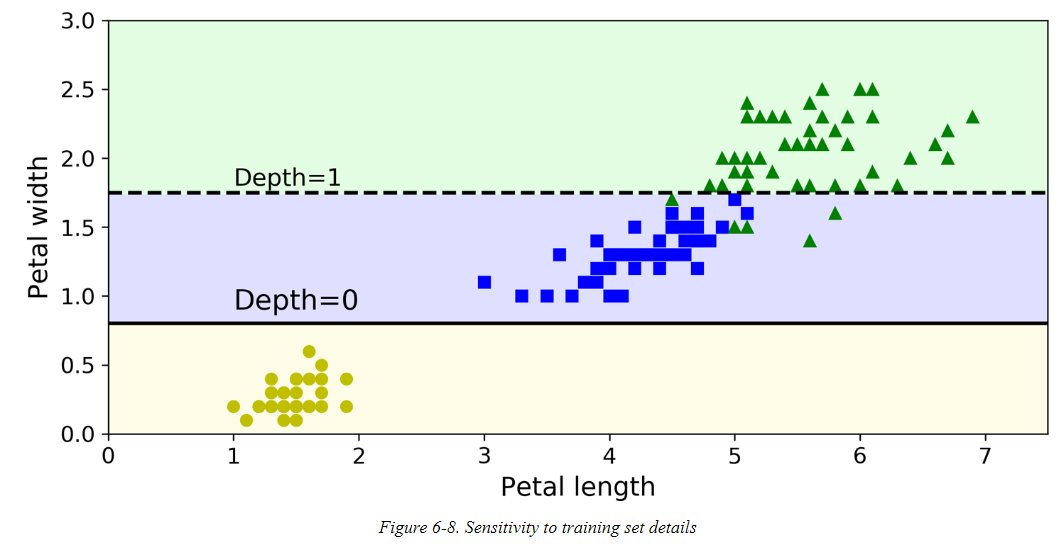 3.0
2.5
2.0
Depth=1
1.5
Petal width
1.0
Depth=0
0.5
0.0
0 1 2 3 4 5 6 7
Petal length
Figure 6-8. Sensitivity to training set details